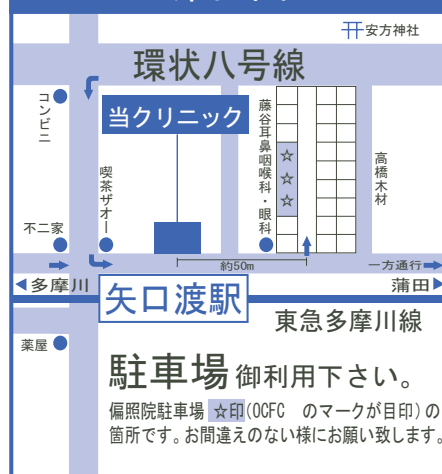 安方神社
環状八号線
コンビニ
当クリニック
藤谷耳鼻咽喉科・眼科
☆
☆
☆
高橋木材
喫茶ザオー
不二家
約50m
一方通行
多摩川
矢口渡駅
蒲田
東急多摩川線
薬屋
駐車場御利用下さい。
偏照院駐車場 ☆印(OCFC のマークが目印)の
箇所です。お間違えのない様にお願い致します。